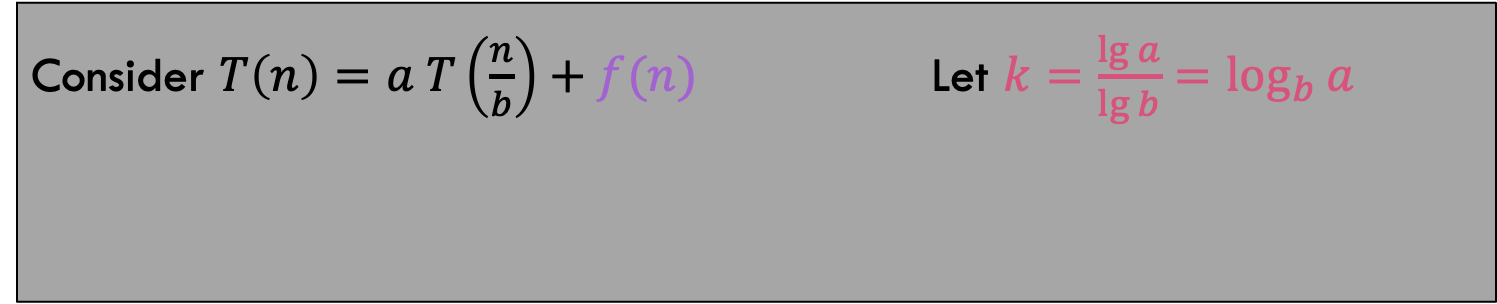 Consider T(n) = a T(n/b) + f(n) Let k = lg a / lg b = log_b a